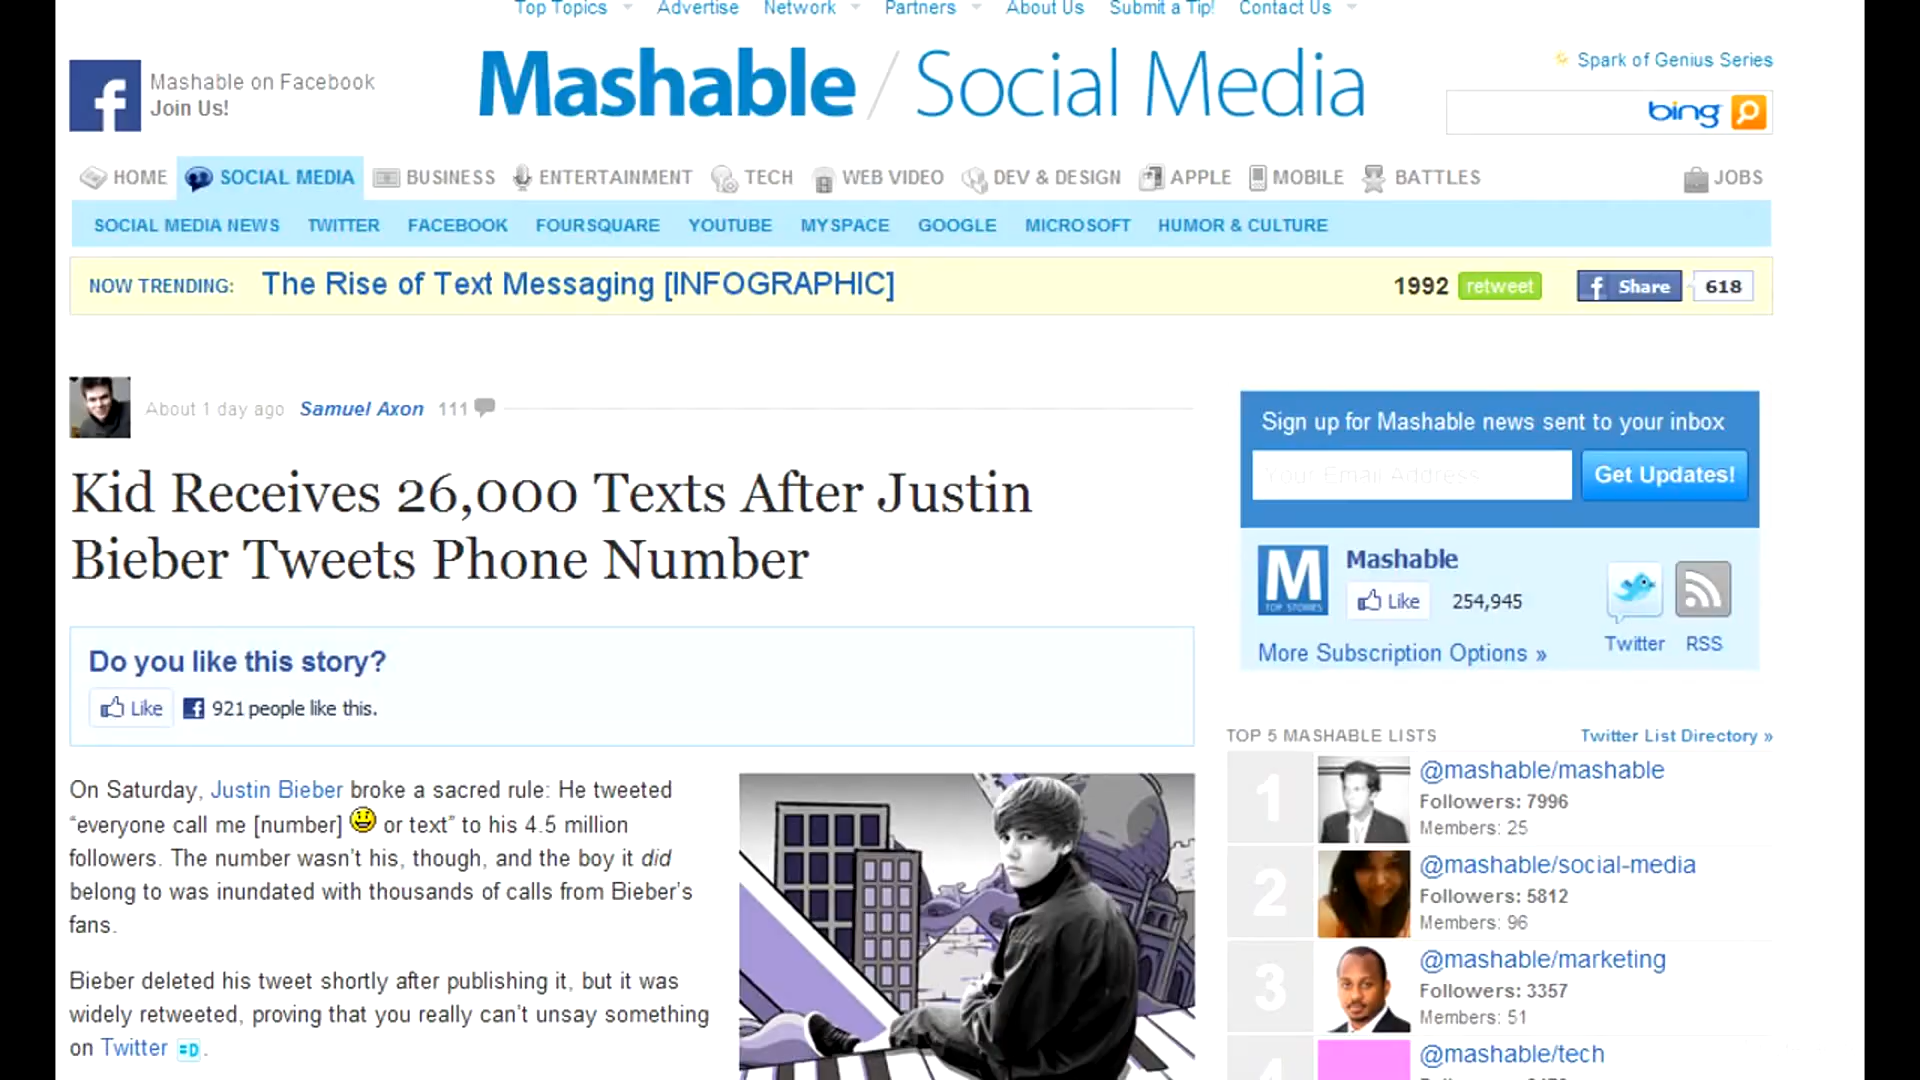 Top Topics Advertise Network Partners About Us Submit a Tip! Contact Us
Mashable on Facebook
Join Us!
Mashable / Social Media
Spark of Genius Series
bing
HOME SOCIAL MEDIA BUSINESS ENTERTAINMENT TECH WEB VIDEO DEV & DESIGN APPLE MOBILE BATTLES JOBS
SOCIAL MEDIA NEWS TWITTER FACEBOOK FOURSQUARE YOUTUBE MYSPACE GOOGLE MICROSOFT HUMOR & CULTURE
NOW TRENDING: The Rise of Text Messaging [INFOGRAPHIC] 1992 retweet f Share 618
About 1 day ago Samuel Axon 111
Kid Receives 26,000 Texts After Justin
Bieber Tweets Phone Number
Do you like this story?
Like 921 people like this.
On Saturday, Justin Bieber broke a sacred rule: He tweeted
“everyone call me [number] or text” to his 4.5 million
followers. The number wasn’t his, though, and the boy it did
belong to was inundated with thousands of calls from Bieber’s
fans.
Bieber deleted his tweet shortly after publishing it, but it was
widely retweeted, proving that you really can’t unsay something
on Twitter =D .
Sign up for Mashable news sent to your inbox
Your Email Address Get Updates!
M
TOP STORIES
Mashable
Like 254,945
Twitter RSS
More Subscription Options »
TOP 5 MASHABLE LISTS Twitter List Directory »
1
@mashable/mashable
Followers: 7996
Members: 25
2
@mashable/social-media
Followers: 5812
Members: 96
3
@mashable/marketing
Followers: 3357
Members: 51
4
@mashable/tech